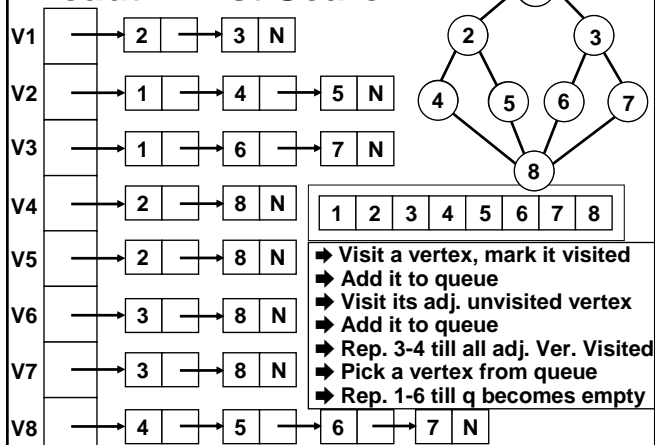 V1 2 3 N
V2 1 4 5 N
V3 1 6 7 N
V4 2 8 N
V5 2 8 N
V6 3 8 N
V7 3 8 N
V8 4 5 6 7 N
2 3
4 5 6 7
8
1 2 3 4 5 6 7 8
➔ Visit a vertex, mark it visited
➔ Add it to queue
➔ Visit its adj. unvisited vertex
➔ Add it to queue
➔ Rep. 3-4 till all adj. Ver. Visited
➔ Pick a vertex from queue
➔ Rep. 1-6 till q becomes empty